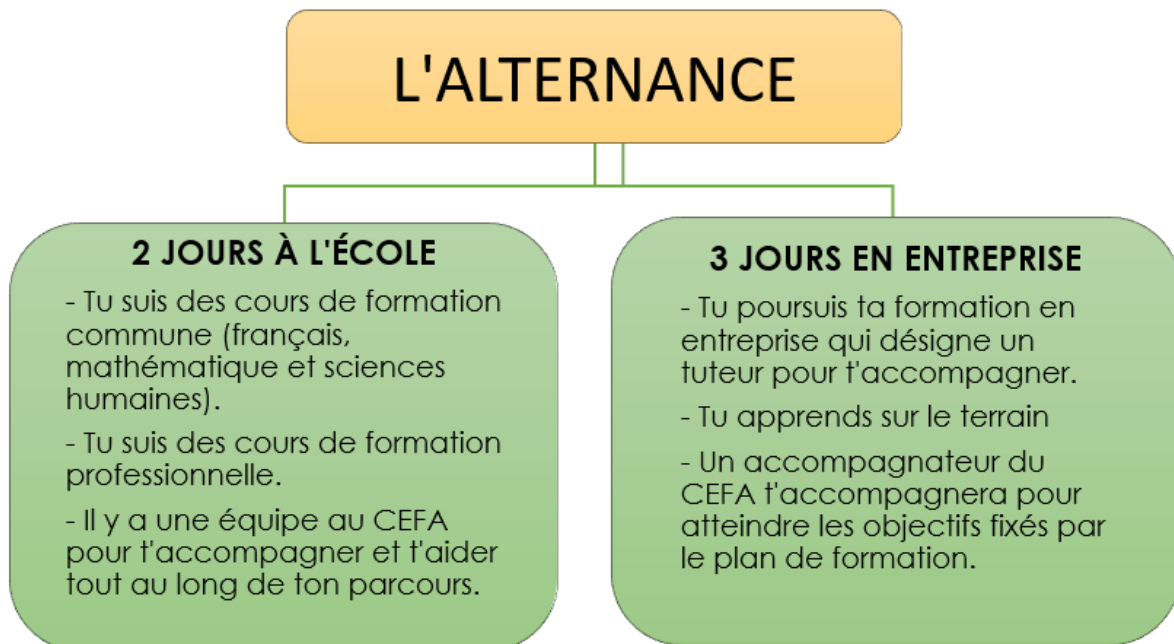 L'ALTERNANCE
2 JOURS À L'ÉCOLE
- Tu suis des cours de formation
commune (français,
mathématique et sciences
humaines).
- Tu suis des cours de formation
professionnelle.
- Il y a une équipe au CEFA
pour t'accompagner et t'aider
tout au long de ton parcours.
3 JOURS EN ENTREPRISE
- Tu poursuis ta formation en
entreprise qui désigne un
tuteur pour t'accompagner.
- Tu apprends sur le terrain
- Un accompagnateur du
CEFA t'accompagnera pour
atteindre les objectifs fixés par
le plan de formation.